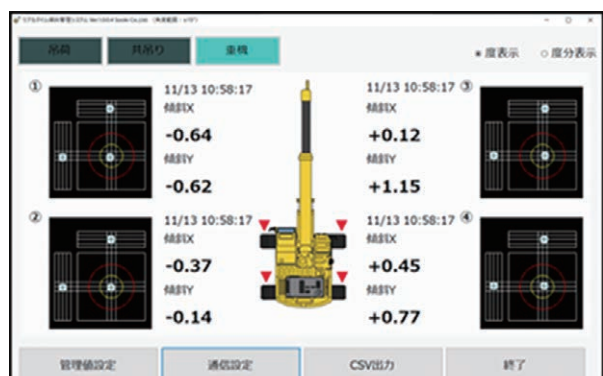 吊荷 共吊り 重機
度表示 度分表示
①
11/13 10:58:17
傾斜X
-0.64
傾斜Y
-0.62
11/13 10:58:17 ③
傾斜X
+0.12
傾斜Y
+1.15
②
11/13 10:58:17
傾斜X
-0.37
傾斜Y
-0.14
11/13 10:58:17 ④
傾斜X
+0.45
傾斜Y
+0.77
管理値設定 通信設定 CSV出力 終了